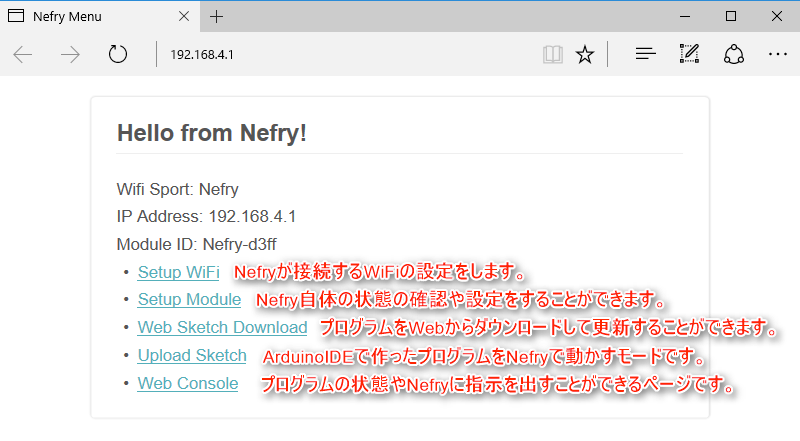 Nefry Menu
192.168.4.1
Hello from Nefry!
Wifi Sport: Nefry
IP Address: 192.168.4.1
Module ID: Nefry-d3ff
• Setup WiFi Nefryが接続するWiFiの設定をします。
• Setup Module Nefry自体の状態の確認や設定をすることができます。
• Web Sketch Download プログラムをWebからダウンロードして更新することができます。
• Upload Sketch ArduinoIDEで作ったプログラムをNefryで動かすモードです。
• Web Console プログラムの状態やNefryに指示を出すことができるページです。